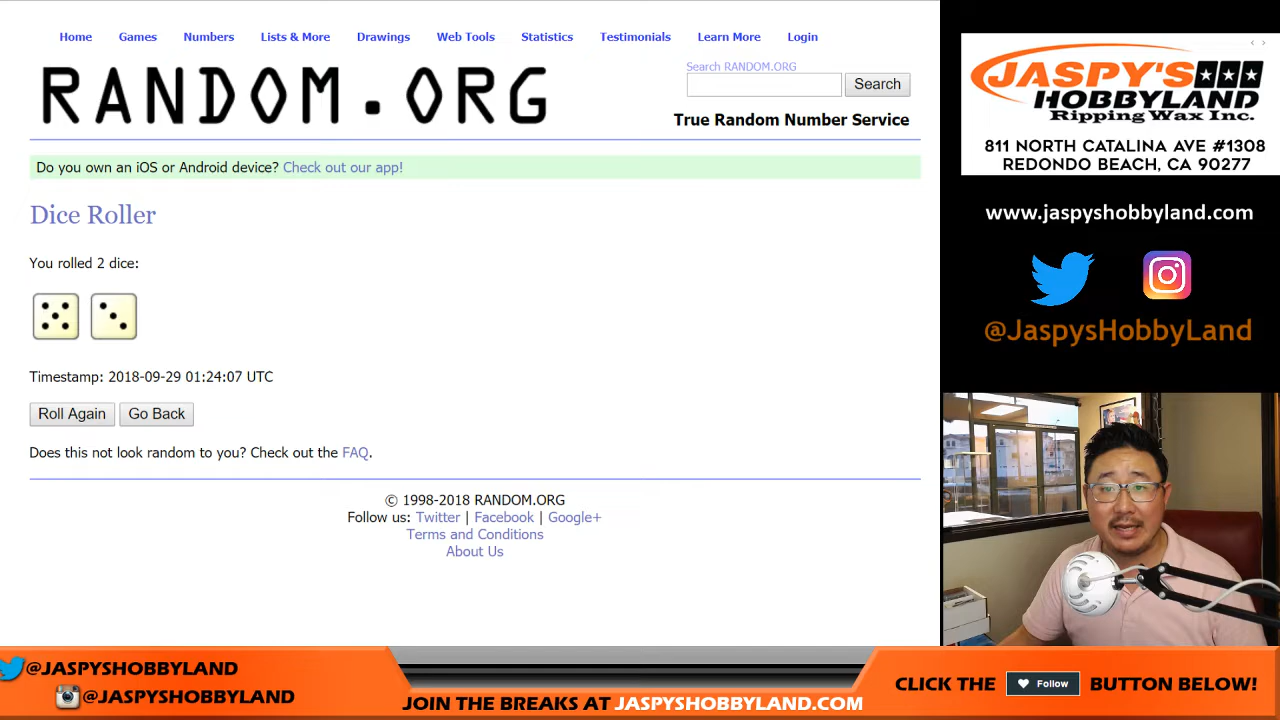 Home Games Numbers Lists & More Drawings Web Tools Statistics Testimonials Learn More Login
RANDOM.ORG
Search RANDOM.ORG
Search
True Random Number Service
Do you own an iOS or Android device? Check out our app!
Dice Roller
You rolled 2 dice:
Timestamp: 2018-09-29 01:24:07 UTC
Roll Again Go Back
Does this not look random to you? Check out the FAQ.
© 1998-2018 RANDOM.ORG
Follow us: Twitter | Facebook | Google+
Terms and Conditions
About Us
JASPY'S
HOBBYLAND
Ripping Wax Inc.
811 NORTH CATALINA AVE #1308
REDONDO BEACH, CA 90277
www.jaspyshobbyland.com
@JaspysHobbyLand
@JASPYSHOBBYLAND
@JASPYSHOBBYLAND
JOIN THE BREAKS AT JASPYSHOBBYLAND.COM
CLICK THE Follow BUTTON BELOW!